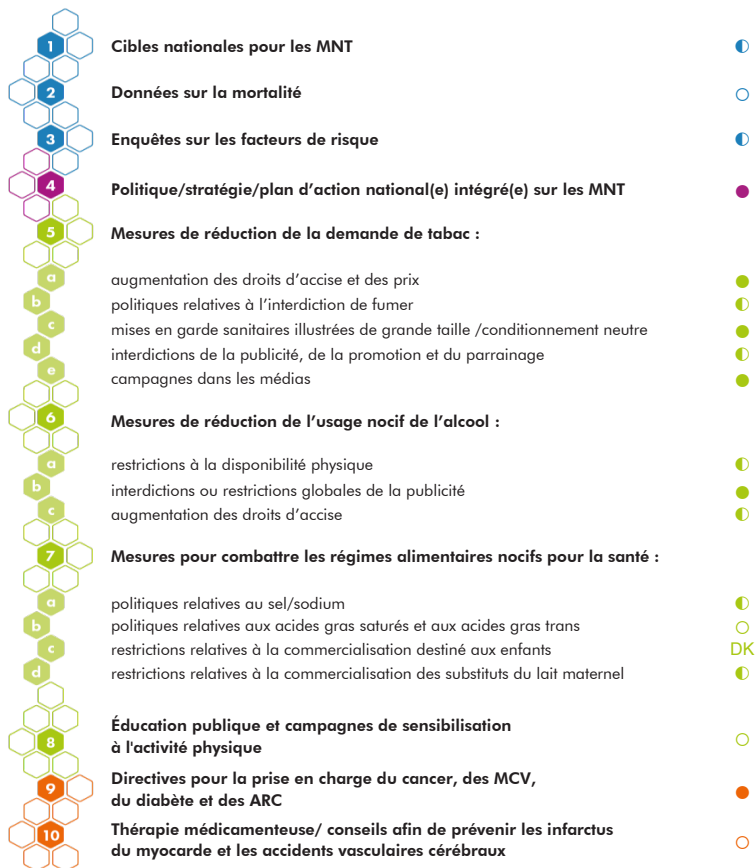 1 Cibles nationales pour les MNT
2 Données sur la mortalité
3 Enquêtes sur les facteurs de risque
4 Politique/stratégie/plan d’action national(e) intégré(e) sur les MNT
5 Mesures de réduction de la demande de tabac :
a augmentation des droits d’accise et des prix
b politiques relatives à l’interdiction de fumer
c mises en garde sanitaires illustrées de grande taille /conditionnement neutre
d interdictions de la publicité, de la promotion et du parrainage
e campagnes dans les médias
6 Mesures de réduction de l’usage nocif de l’alcool :
a restrictions à la disponibilité physique
b interdictions ou restrictions globales de la publicité
c augmentation des droits d’accise
7 Mesures pour combattre les régimes alimentaires nocifs pour la santé :
a politiques relatives au sel/sodium
b politiques relatives aux acides gras saturés et aux acides gras trans
c restrictions relatives à la commercialisation destiné aux enfants DK
d restrictions relatives à la commercialisation des substituts du lait maternel
8 Éducation publique et campagnes de sensibilisation
à l'activité physique
9 Directives pour la prise en charge du cancer, des MCV,
du diabète et des ARC
10 Thérapie médicamenteuse/ conseils afin de prévenir les infarctus
du myocarde et les accidents vasculaires cérébraux